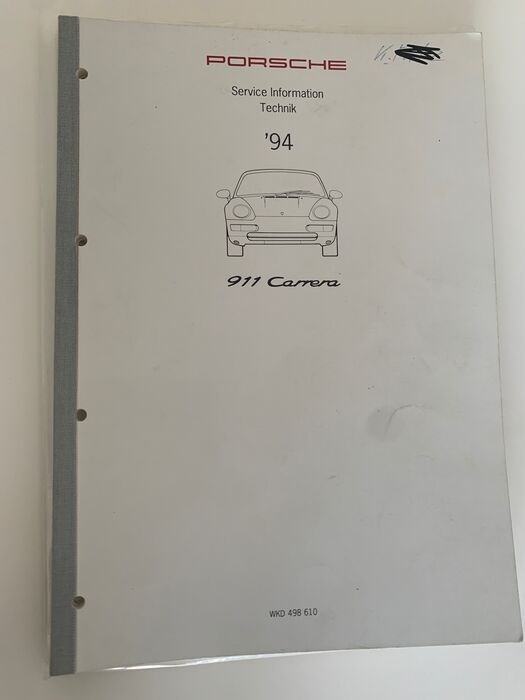 PORSCHE
Service Information
Technik
'94
911 Carrera
WKD 498 610